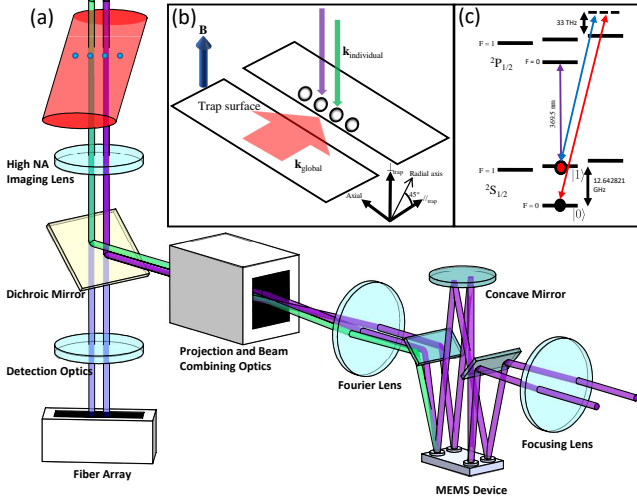 (a)
High NA
Imaging Lens
Dichroic Mirror
Detection Optics
Fiber Array
Projection and Beam
Combining Optics
Fourier Lens
Concave Mirror
MEMS Device
Focusing Lens
(b)
B
k_individual
Trap surface
k_global
⊥_trap
Radial axis
45°
//_trap
Axial
(c)
33 THz
F = 1
²P₁/₂
F = 0
369.5 nm
F = 1
|1⟩
²S₁/₂
12.642821
GHz
F = 0
|0⟩